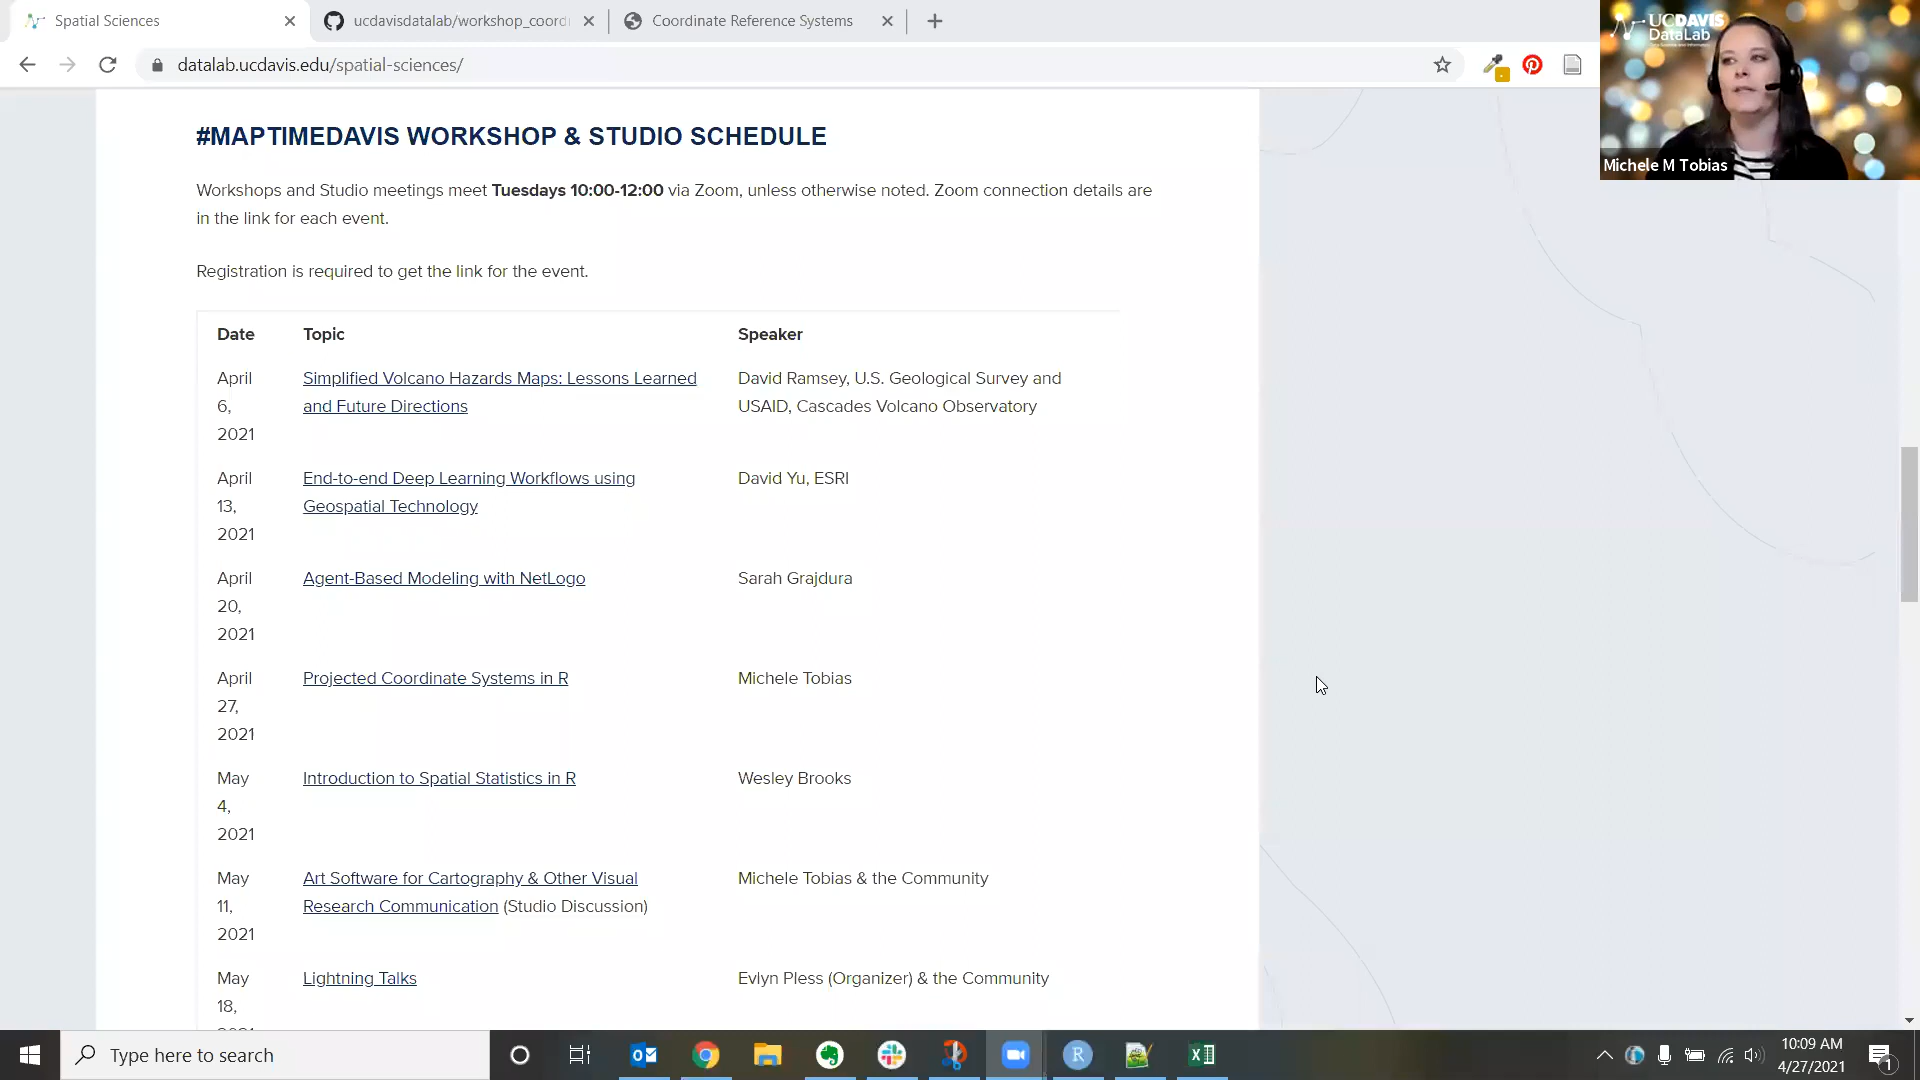 Spatial Sciences
ucdavisdatalab/workshop_coord
Coordinate Reference Systems
datalab.ucdavis.edu/spatial-sciences/
UCDAVIS
DataLab
Michele M Tobias
#MAPTIMEDAVIS WORKSHOP & STUDIO SCHEDULE
Workshops and Studio meetings meet Tuesdays 10:00-12:00 via Zoom, unless otherwise noted. Zoom connection details are
in the link for each event.
Registration is required to get the link for the event.
Date Topic Speaker
April 6, 2021 Simplified Volcano Hazards Maps: Lessons Learned and Future Directions David Ramsey, U.S. Geological Survey and USAID, Cascades Volcano Observatory
April 13, 2021 End-to-end Deep Learning Workflows using Geospatial Technology David Yu, ESRI
April 20, 2021 Agent-Based Modeling with NetLogo Sarah Grajdura
April 27, 2021 Projected Coordinate Systems in R Michele Tobias
May 4, 2021 Introduction to Spatial Statistics in R Wesley Brooks
May 11, 2021 Art Software for Cartography & Other Visual Research Communication (Studio Discussion) Michele Tobias & the Community
May 18, Lightning Talks Evlyn Pless (Organizer) & the Community
Type here to search
10:09 AM
4/27/2021
1